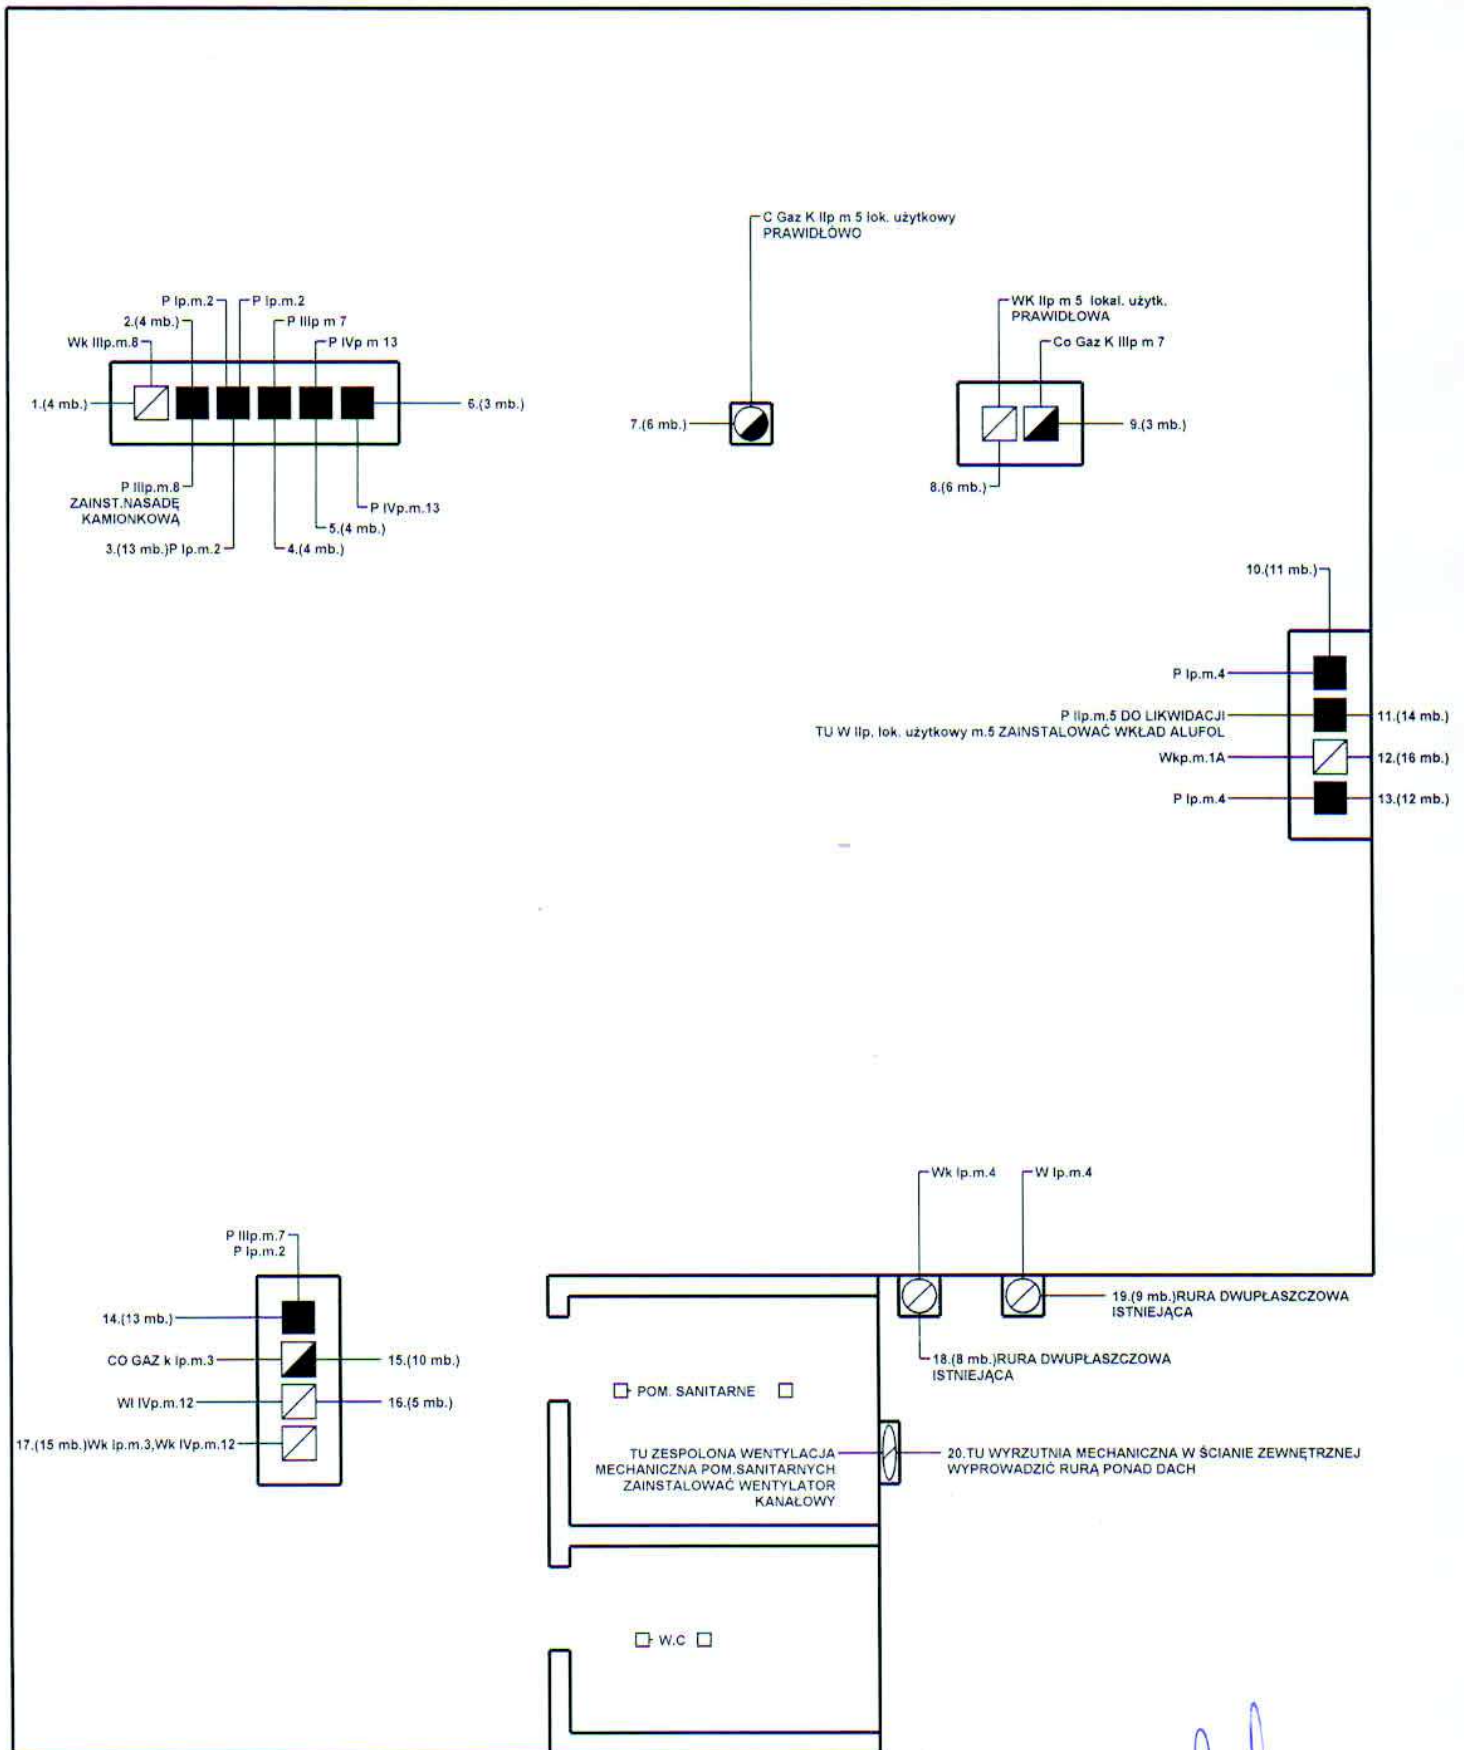 C Gaz K IIp m 5 lok. użytkowy
PRAWIDŁOWO
P Ip.m.2
P Ip.m.2
2.(4 mb.)
P IIIp m 7
Wk IIIp.m.8
P IVp m 13
1.(4 mb.)
6.(3 mb.)
P IIIp.m.8
ZAINST.NASADĘ
KAMIONKOWĄ
P IVp.m.13
5.(4 mb.)
3.(13 mb.)P Ip.m.2
4.(4 mb.)
7.(6 mb.)
WK IIp m 5 lokal. użytk.
PRAWIDŁOWA
Co Gaz K IIIp m 7
9.(3 mb.)
8.(6 mb.)
10.(11 mb.)
P Ip.m.4
P IIp.m.5 DO LIKWIDACJI
TU W IIp. lok. użytkowy m.5 ZAINSTALOWAĆ WKŁAD ALUFOL
11.(14 mb.)
Wkp.m.1A
12.(16 mb.)
P Ip.m.4
13.(12 mb.)
Wk Ip.m.4
W Ip.m.4
P IIIp.m.7
P Ip.m.2
14.(13 mb.)
CO GAZ k Ip.m.3
15.(10 mb.)
WI IVp.m.12
16.(5 mb.)
17.(15 mb.)Wk Ip.m.3,Wk IVp.m.12
19.(9 mb.)RURA DWUPŁASZCZOWA
ISTNIEJĄCA
18.(8 mb.)RURA DWUPŁASZCZOWA
ISTNIEJĄCA
POM. SANITARNE
TU ZESPOLONA WENTYLACJA
MECHANICZNA POM.SANITARNYCH
ZAINSTALOWAĆ WENTYLATOR
KANAŁOWY
20.TU WYRZUTNIA MECHANICZNA W ŚCIANIE ZEWNĘTRZNEJ
WYPROWADZIĆ RURĄ PONAD DACH
W.C